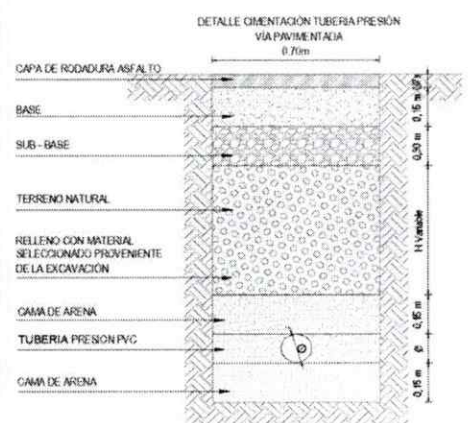 DETALLE CIMENTACIÓN TUBERIA PRESIÓN
VÍA PAVIMENTADA
0.70m
CAPA DE RODADURA ASFALTO
BASE
0,15 m
SUB - BASE
TERRENO NATURAL
H Variable
RELLENO CON MATERIAL
SELECCIONADO PROVENIENTE
DE LA EXCAVACIÓN
CAMA DE ARENA
0,15 m
TUBERIA PRESION PVC
Ø
Ø
CAMA DE ARENA
0,15 m